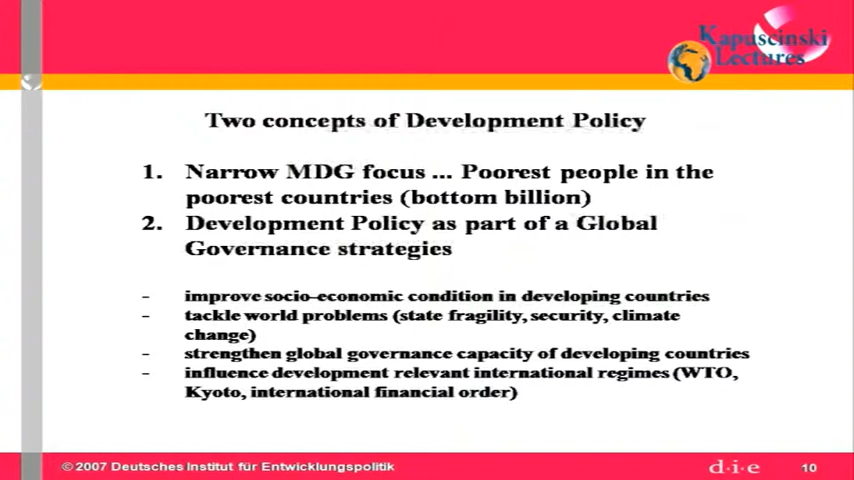 Kapuscinski
Lectures
Two concepts of Development Policy
1. Narrow MDG focus ... Poorest people in the
poorest countries (bottom billion)
2. Development Policy as part of a Global
Governance strategies
- improve socio-economic condition in developing countries
- tackle world problems (state fragility, security, climate
change)
- strengthen global governance capacity of developing countries
- influence development relevant international regimes (WTO,
Kyoto, international financial order)
© 2007 Deutsches Institut für Entwicklungspolitik
d·i·e
10